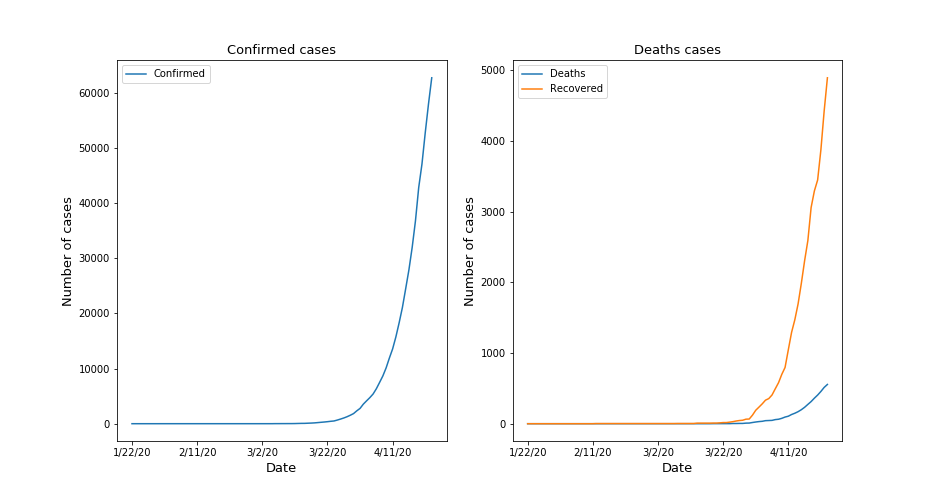 Confirmed cases
Confirmed
60000
50000
40000
30000
20000
10000
0
Number of cases
1/22/20 2/11/20 3/2/20 3/22/20 4/11/20
Date
Deaths cases
Deaths
Recovered
5000
4000
3000
2000
1000
0
Number of cases
1/22/20 2/11/20 3/2/20 3/22/20 4/11/20
Date